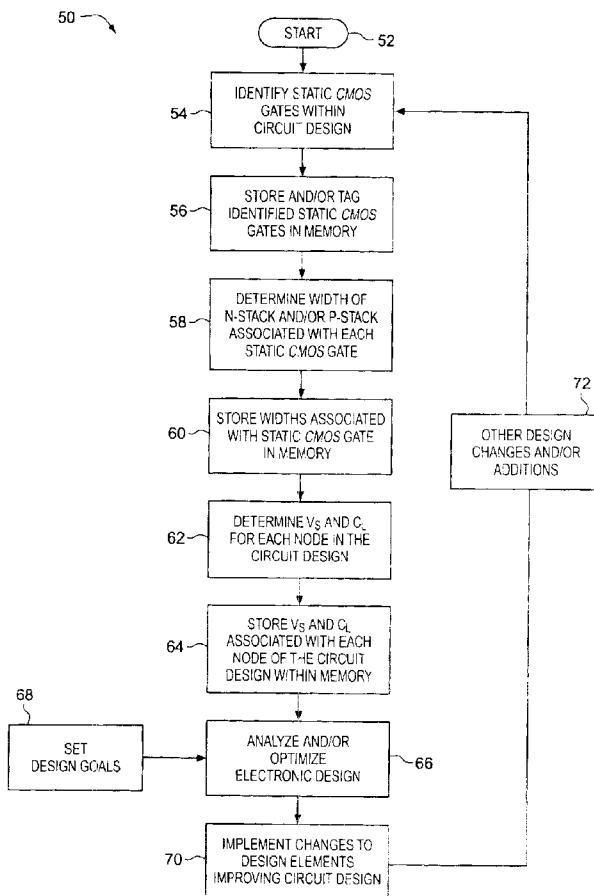 50
START
52
IDENTIFY STATIC CMOS
GATES WITHIN
CIRCUIT DESIGN
54
STORE AND/OR TAG
IDENTIFIED STATIC CMOS
GATES IN MEMORY
56
DETERMINE WIDTH OF
N-STACK AND/OR P-STACK
ASSOCIATED WITH EACH
STATIC CMOS GATE
58
72
OTHER DESIGN
CHANGES AND/OR
ADDITIONS
STORE WIDTHS ASSOCIATED
WITH STATIC CMOS GATE
IN MEMORY
60
DETERMINE VS AND CL
FOR EACH NODE IN THE
CIRCUIT DESIGN
62
STORE VS AND CL
ASSOCIATED WITH EACH
NODE OF THE CIRCUIT
DESIGN WITHIN MEMORY
64
68
SET
DESIGN GOALS
ANALYZE AND/OR
OPTIMIZE
ELECTRONIC DESIGN
66
IMPLEMENT CHANGES TO
DESIGN ELEMENTS
IMPROVING CIRCUIT DESIGN
70